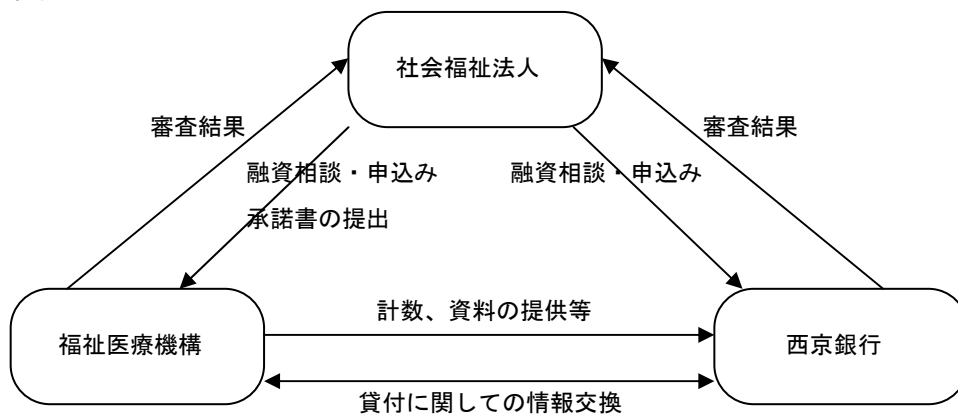 社会福祉法人
審査結果
審査結果
融資相談・申込み
承諾書の提出
融資相談・申込み
計数、資料の提供等
福祉医療機構
西京銀行
貸付に関しての情報交換